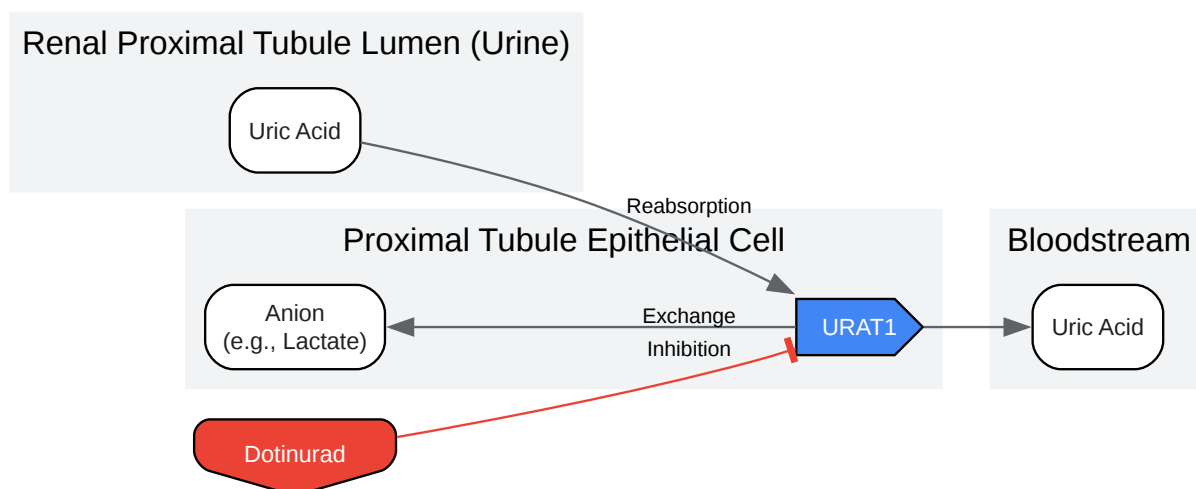 Renal Proximal Tubule Lumen (Urine)
Uric Acid
Reabsorption
Proximal Tubule Epithelial Cell
Bloodstream
Anion
(e.g., Lactate)
Exchange
URAT1
Uric Acid
Inhibition
Dotinurad